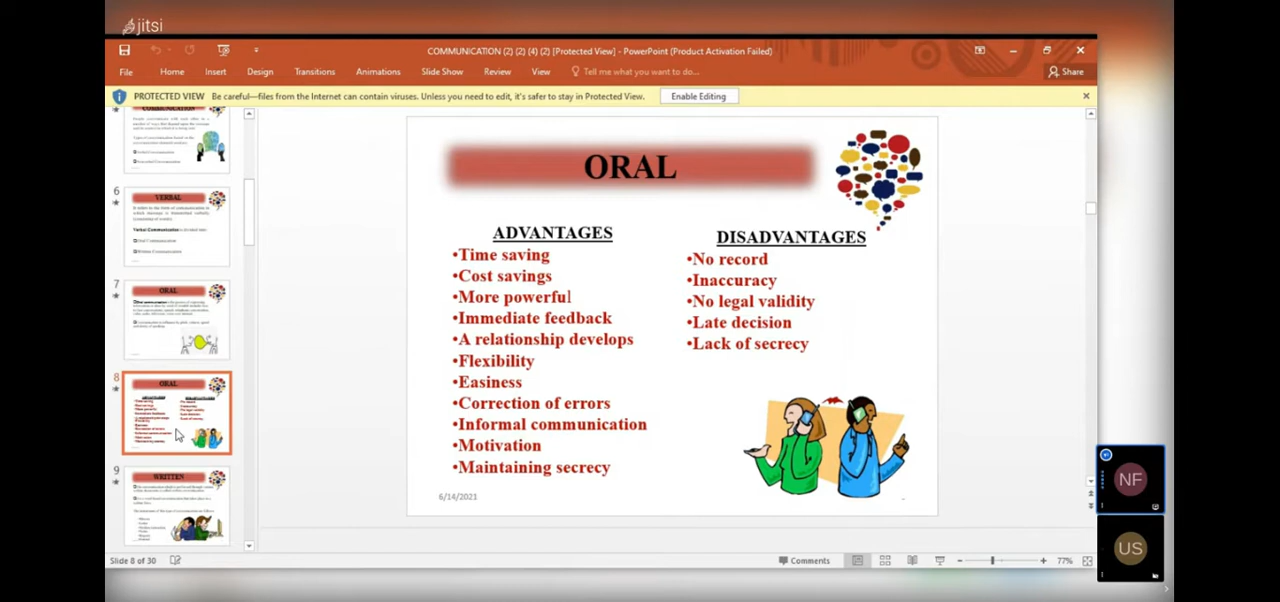 jitsi
COMMUNICATION (2) (2) (4) (2) [Protected View] - PowerPoint (Product Activation Failed)
File Home Insert Design Transitions Animations Slide Show Review View Tell me what you want to do... Share
PROTECTED VIEW Be careful—files from the Internet can contain viruses. Unless you need to edit, it's safer to stay in Protected View. Enable Editing
COMMUNICATION
6
VERBAL
7
ORAL
8
ORAL
9
WRITTEN
ORAL
ADVANTAGES
•Time saving
•Cost savings
•More powerful
•Immediate feedback
•A relationship develops
•Flexibility
•Easiness
•Correction of errors
•Informal communication
•Motivation
•Maintaining secrecy
DISADVANTAGES
•No record
•Inaccuracy
•No legal validity
•Late decision
•Lack of secrecy
6/14/2021
NF
US
Slide 8 of 30
Comments
77%